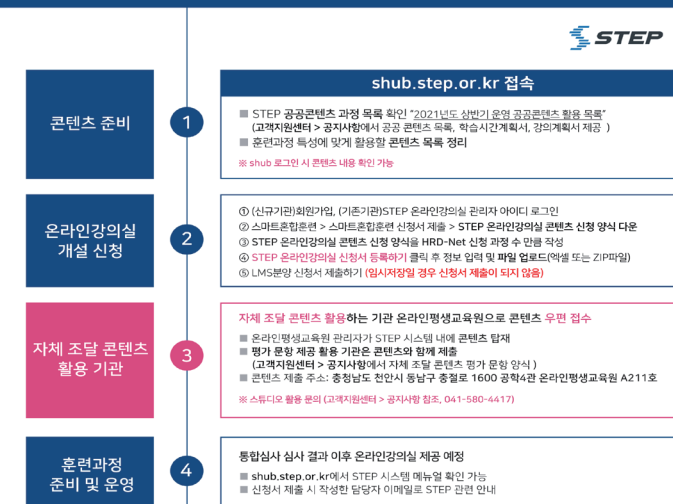 STEP
shub.step.or.kr 접속
콘텐츠 준비
1
■ STEP 공공콘텐츠 과정 목록 확인 "2021년도 상반기 운영 공공콘텐츠 활용 목록"
(고객지원센터 > 공지사항에서 공공 콘텐츠 목록, 학습시간계획서, 강의계획서 제공 )
■ 훈련과정 특성에 맞게 활용할 콘텐츠 목록 정리
※ shub 로그인 시 콘텐츠 내용 확인 가능
온라인강의실
개설 신청
2
① (신규기관)회원가입, (기존기관)STEP 온라인강의실 관리자 아이디 로그인
② 스마트혼합훈련 > 스마트혼합훈련 신청서 제출 > STEP 온라인강의실 콘텐츠 신청 양식 다운
③ STEP 온라인강의실 콘텐츠 신청 양식을 HRD-Net 신청 과정 수 만큼 작성
④ STEP 온라인강의실 신청서 등록하기 클릭 후 정보 입력 및 파일 업로드(엑셀 또는 ZIP파일)
⑤ LMS분양 신청서 제출하기 (임시저장일 경우 신청서 제출이 되지 않음)
자체 조달 콘텐츠
활용 기관
3
자체 조달 콘텐츠 활용하는 기관 온라인평생교육원으로 콘텐츠 우편 접수
■ 온라인평생교육원 관리자가 STEP 시스템 내에 콘텐츠 탑재
■ 평가 문항 제공 활용 기관은 콘텐츠와 함께 제출
(고객지원센터 > 공지사항에서 자체 조달 콘텐츠 평가 문항 양식 )
■ 콘텐츠 제출 주소: 충청남도 천안시 동남구 충절로 1600 공학4관 온라인평생교육원 A211호
※ 스튜디오 활용 문의 (고객지원센터 > 공지사항 참조, 041-580-4417)
훈련과정
준비 및 운영
4
통합심사 심사 결과 이후 온라인강의실 제공 예정
■ shub.step.or.kr에서 STEP 시스템 메뉴얼 확인 가능
■ 신청서 제출 시 작성한 담당자 이메일로 STEP 관련 안내